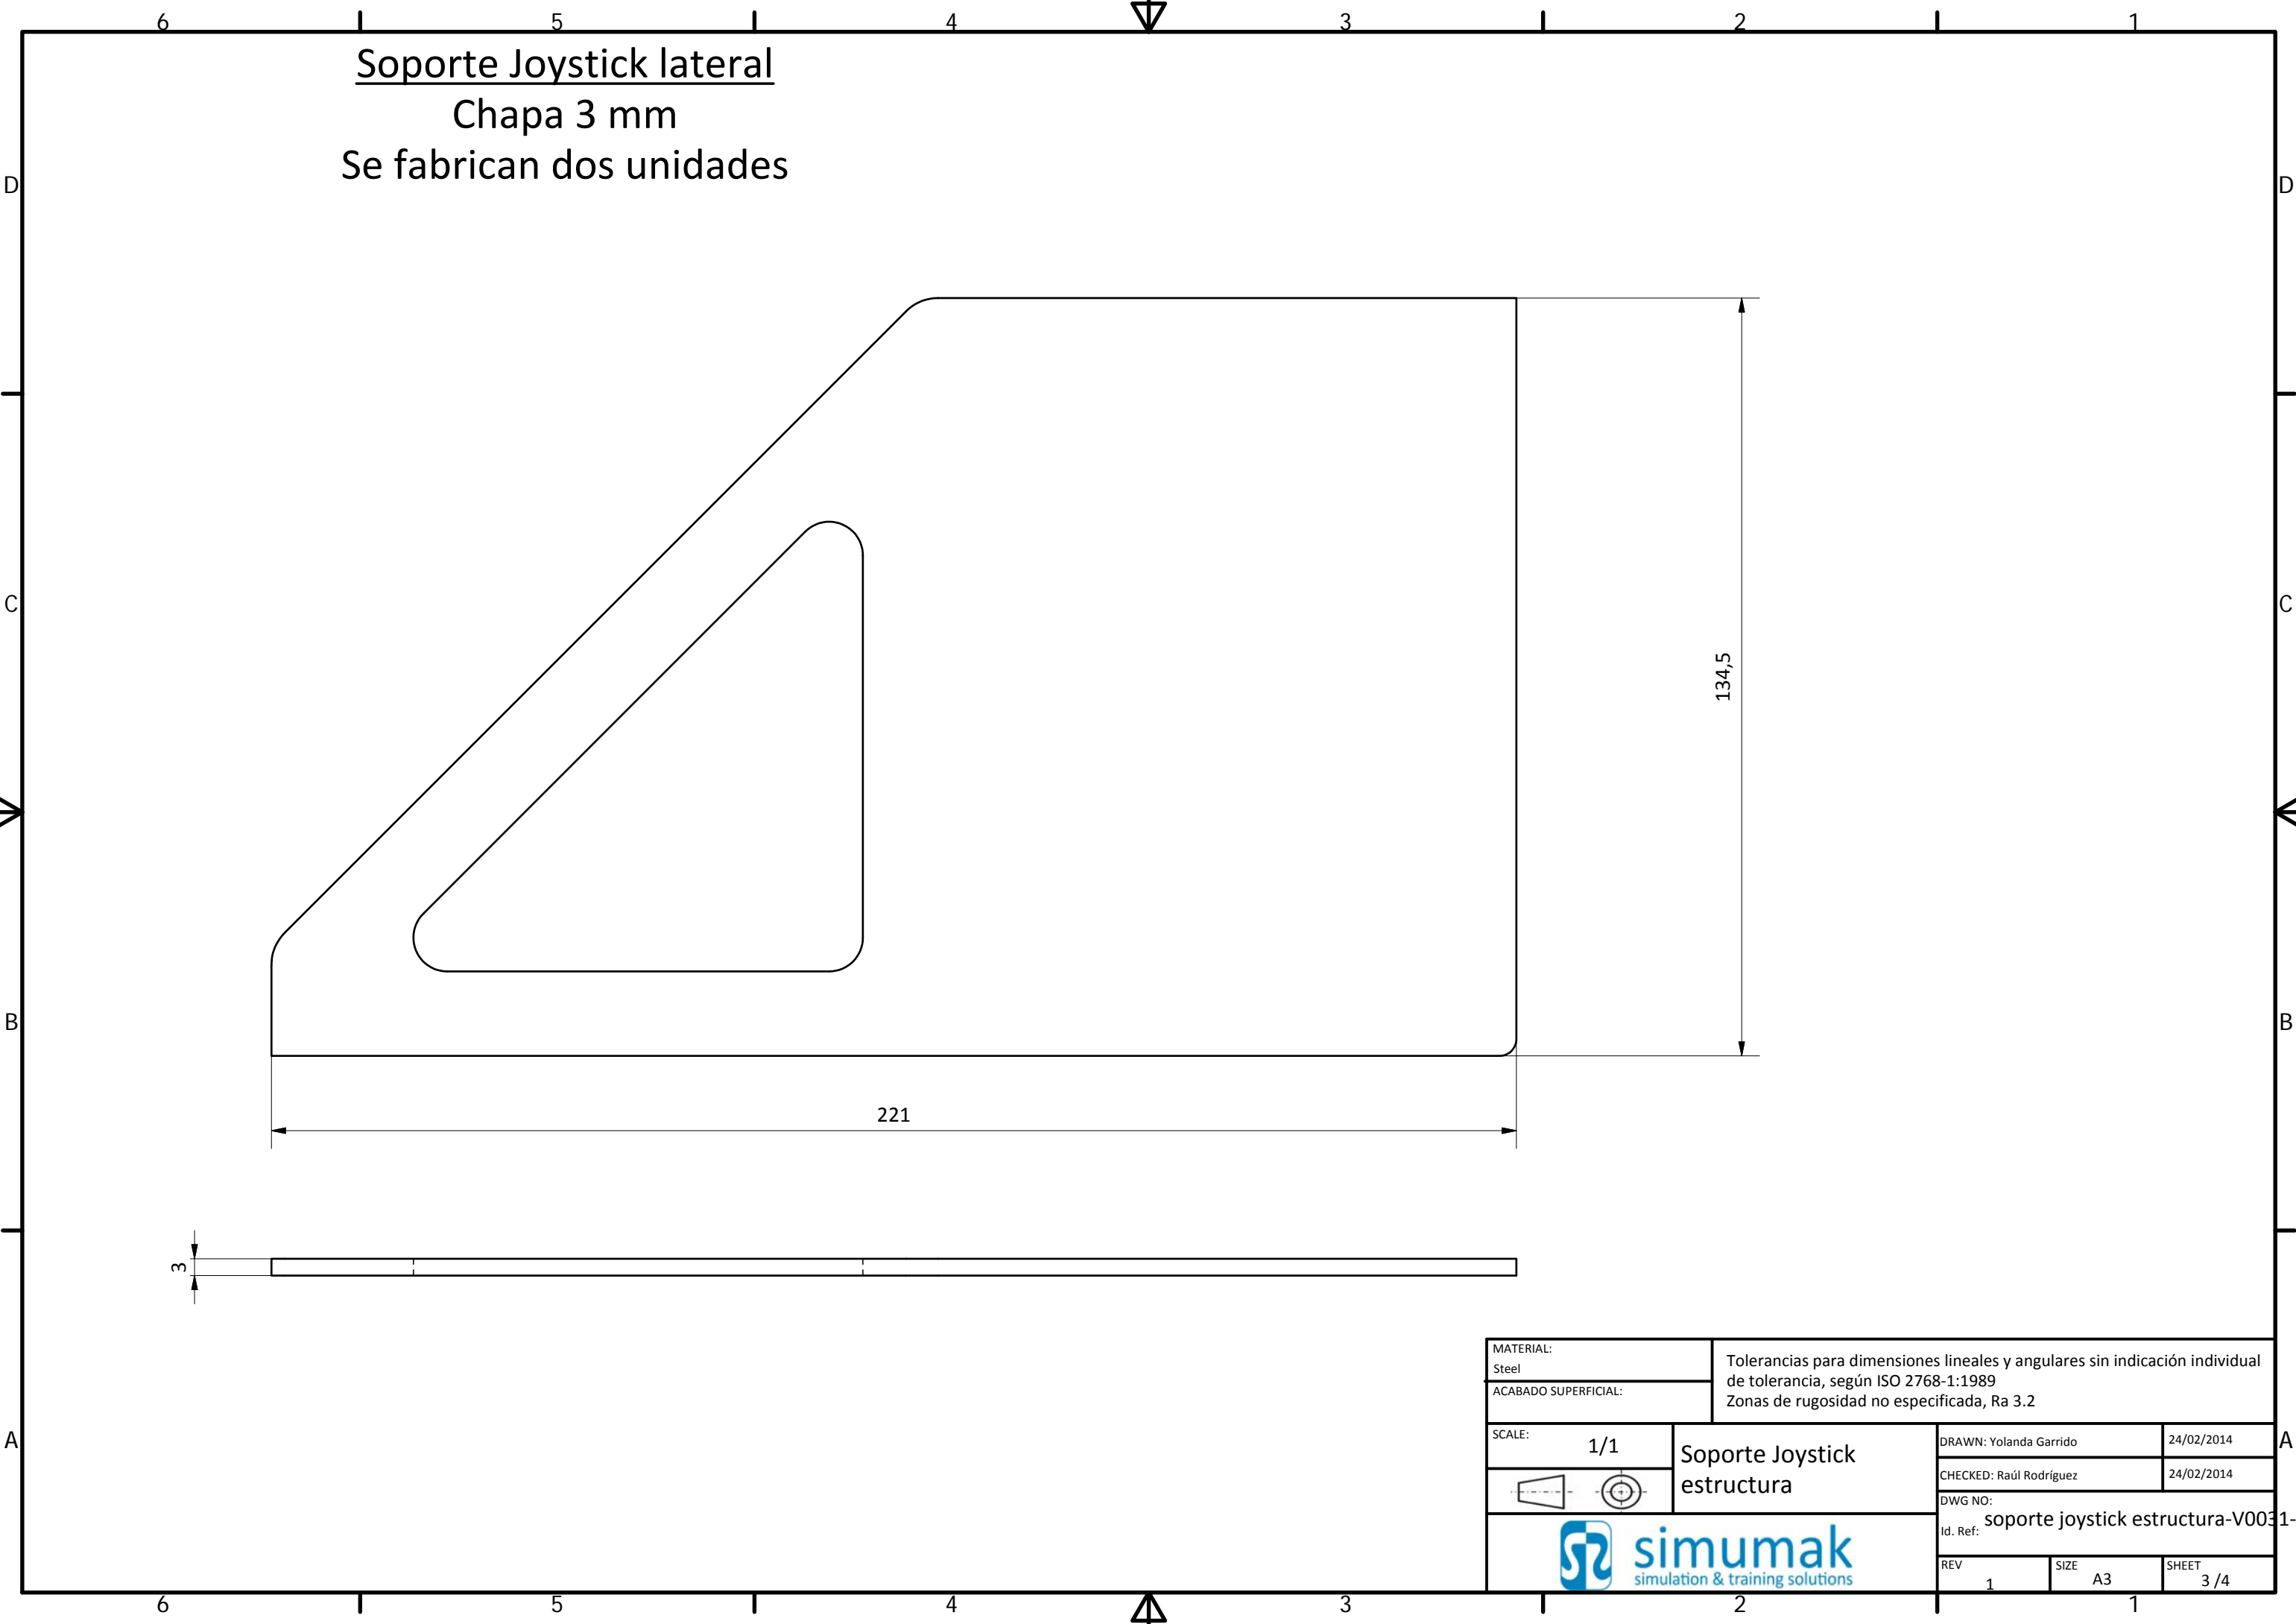 6 5 4 3 2 1
Soporte Joystick lateral
Chapa 3 mm
Se fabrican dos unidades
D D
C C
134,5
B B
221
3
MATERIAL:
Steel
ACABADO SUPERFICIAL:
Tolerancias para dimensiones lineales y angulares sin indicación individual
de tolerancia, según ISO 2768-1:1989
Zonas de rugosidad no especificada, Ra 3.2
A A
SCALE:
1/1
Soporte Joystick
estructura
DRAWN: Yolanda Garrido 24/02/2014
CHECKED: Raúl Rodríguez 24/02/2014
DWG NO:
Id. Ref: soporte joystick estructura-V0031-
simumak
simulation & training solutions
REV 1
SIZE A3
SHEET 3 /4
6 5 4 3 2 1